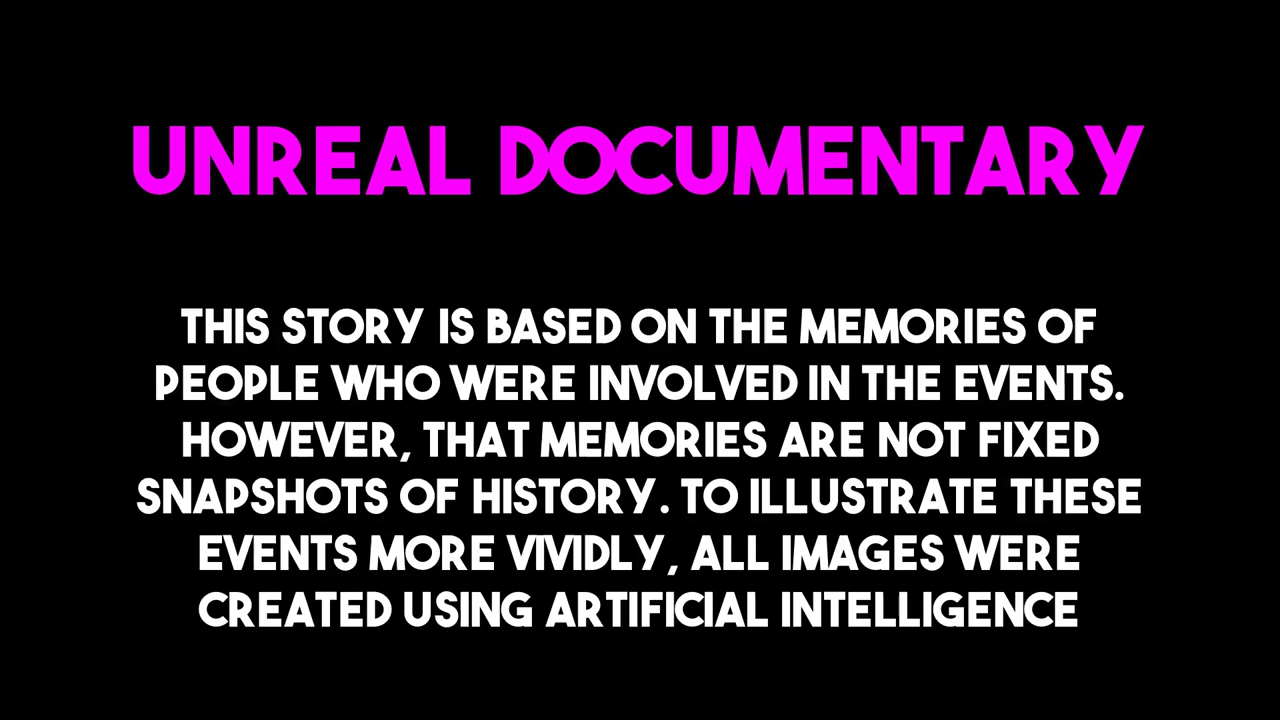 UNREAL DOCUMENTARY
THIS STORY IS BASED ON THE MEMORIES OF
PEOPLE WHO WERE INVOLVED IN THE EVENTS.
HOWEVER, THAT MEMORIES ARE NOT FIXED
SNAPSHOTS OF HISTORY. TO ILLUSTRATE THESE
EVENTS MORE VIVIDLY, ALL IMAGES WERE
CREATED USING ARTIFICIAL INTELLIGENCE